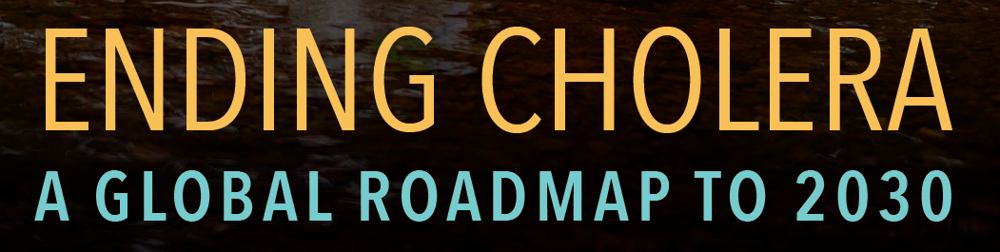 ENDING CHOLERA
A GLOBAL ROADMAP TO 2030